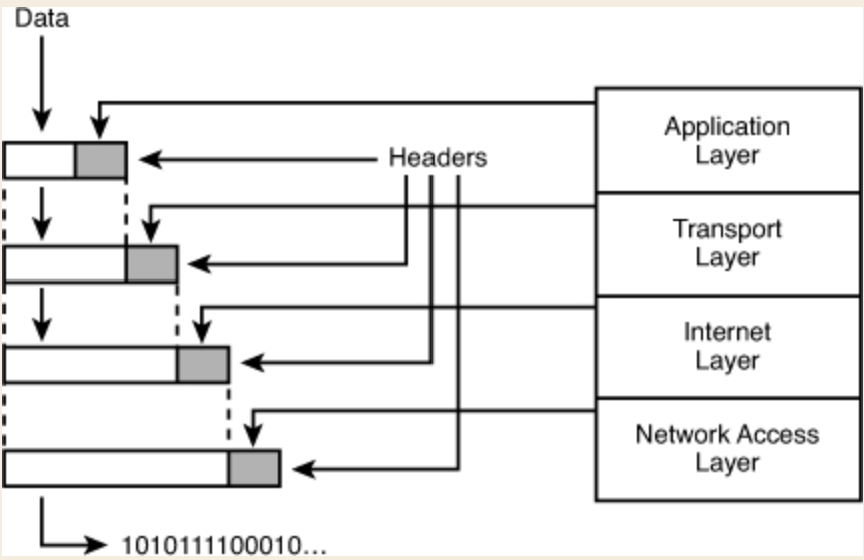 Data
Application
Layer
Headers
Transport
Layer
Internet
Layer
Network Access
Layer
1010111100010...